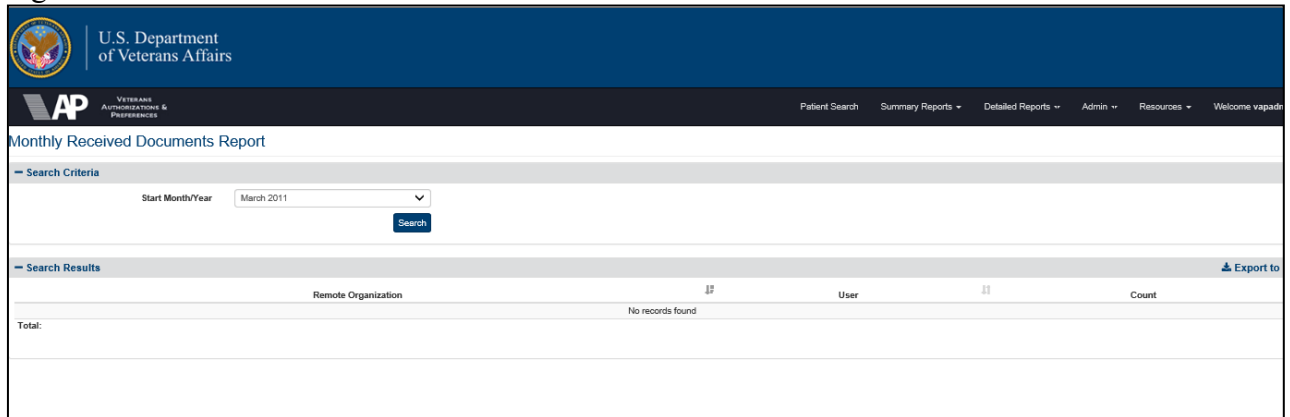 U.S. Department
of Veterans Affairs
VAP
VETERANS
AUTHORIZATIONS &
PREFERENCES
Patient Search Summary Reports Detailed Reports Admin Resources Welcome vapadm
Monthly Received Documents Report
Search Criteria
Start Month/Year March 2011
Search
Search Results Export to
Remote Organization User Count
No records found
Total: